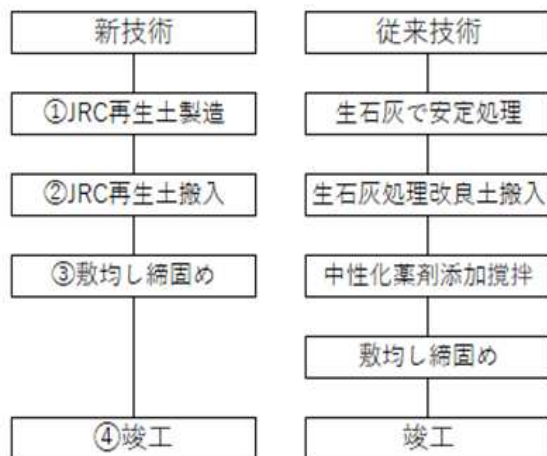 新技術
①JRC再生土製造
②JRC再生土搬入
③敷均し締固め
④竣工
従来技術
生石灰で安定処理
生石灰処理改良土搬入
中性化薬剤添加撹拌
敷均し締固め
竣工